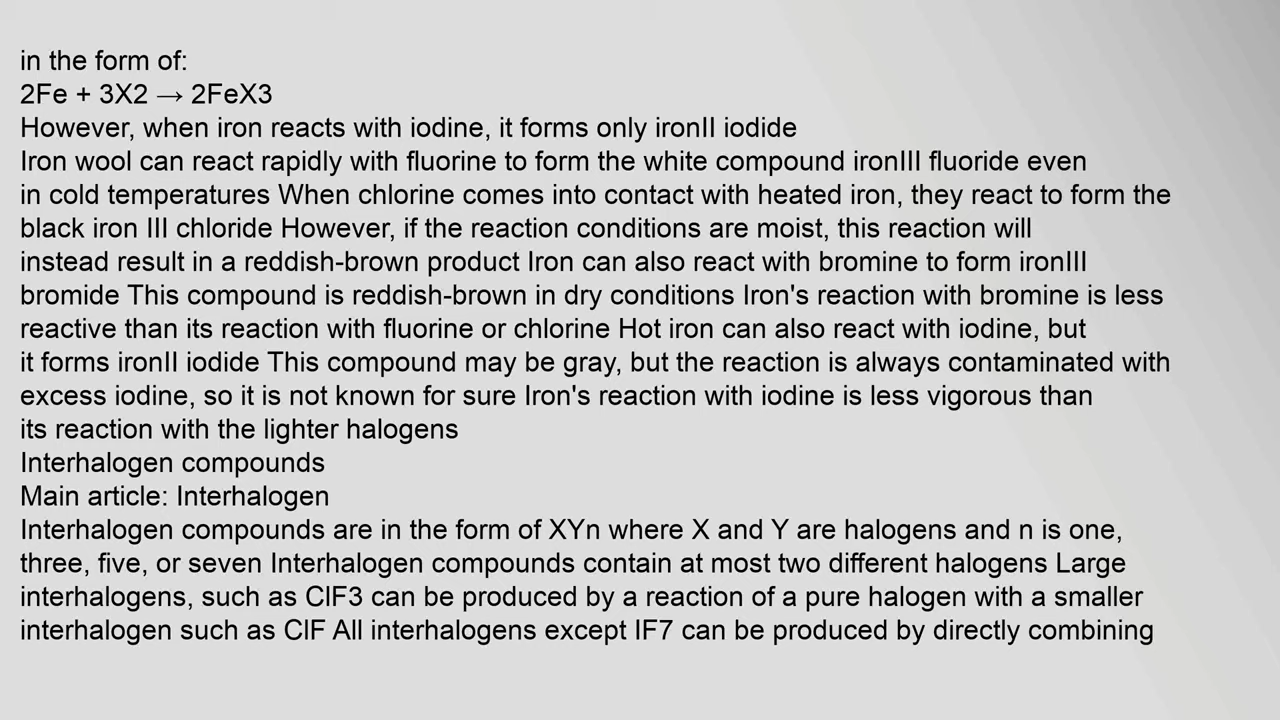 in the form of:
2Fe + 3X2 → 2FeX3
However, when iron reacts with iodine, it forms only ironII iodide
Iron wool can react rapidly with fluorine to form the white compound ironIII fluoride even
in cold temperatures When chlorine comes into contact with heated iron, they react to form the
black iron III chloride However, if the reaction conditions are moist, this reaction will
instead result in a reddish-brown product Iron can also react with bromine to form ironIII
bromide This compound is reddish-brown in dry conditions Iron's reaction with bromine is less
reactive than its reaction with fluorine or chlorine Hot iron can also react with iodine, but
it forms ironII iodide This compound may be gray, but the reaction is always contaminated with
excess iodine, so it is not known for sure Iron's reaction with iodine is less vigorous than
its reaction with the lighter halogens
Interhalogen compounds
Main article: Interhalogen
Interhalogen compounds are in the form of XYn where X and Y are halogens and n is one,
three, five, or seven Interhalogen compounds contain at most two different halogens Large
interhalogens, such as ClF3 can be produced by a reaction of a pure halogen with a smaller
interhalogen such as ClF All interhalogens except IF7 can be produced by directly combining